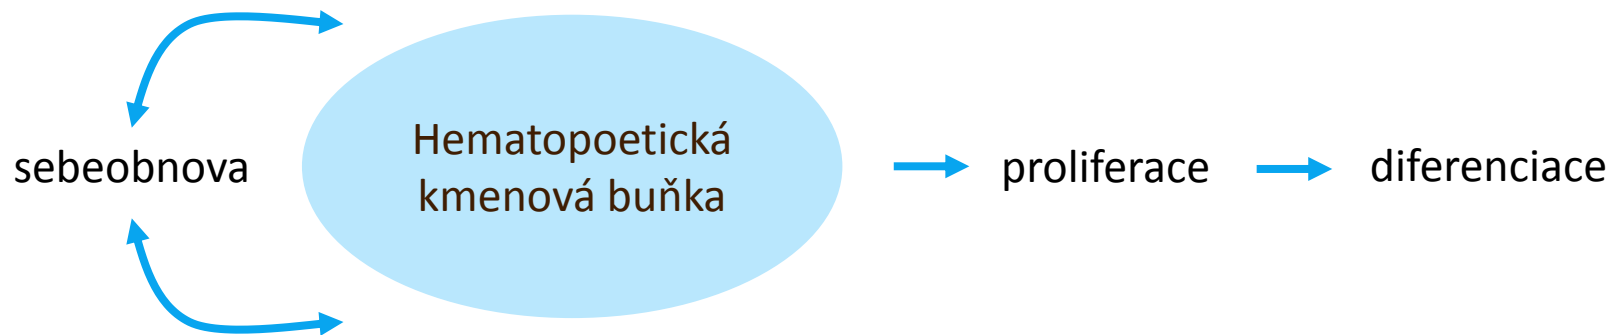 sebeobnova
Hematopoetická
kmenová buňka
proliferace
diferenciace